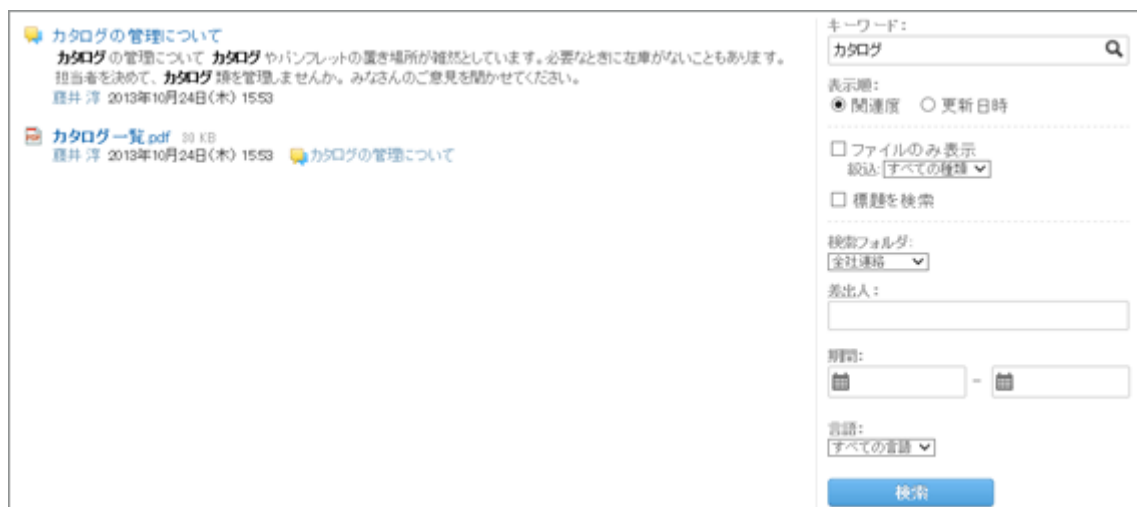 カタログの管理について
カタログの管理について カタログやパンフレットの置き場所が雑然としています。必要なときに在庫がないこともあります。
担当者を決めて、カタログ類を管理しませんか。みなさんのご意見を聞かせてください。
藤井 淳 2013年10月24日(木) 15:53
カタログ一覧.pdf 30 KB
藤井 淳 2013年10月24日(木) 15:53 カタログの管理について
キーワード:
カタログ
表示順:
関連度 更新日時
ファイルのみ表示
絞込: すべての種類
標題を検索
検索フォルダ:
全社連絡
差出人:
期間:
-
言語:
すべての言語
検索